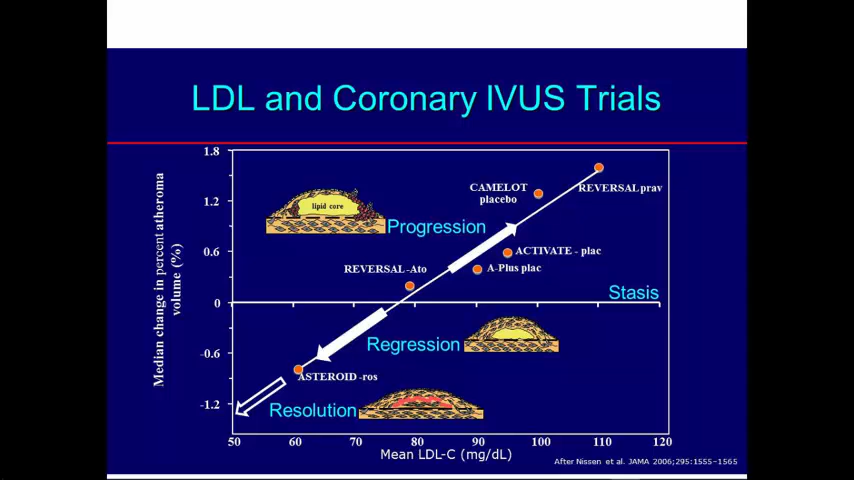 LDL and Coronary IVUS Trials
Median change in percent atheroma
volume (%)
1.8
1.2
0.6
0
-0.6
-1.2
lipid core
Progression
CAMELOT
placebo
REVERSAL prav
ACTIVATE - plac
REVERSAL -Ato
A-Plus plac
Stasis
Regression
ASTEROID -ros
Resolution
50 60 70 80 90 100 110 120
Mean LDL-C (mg/dL)
After Nissen et al. JAMA 2006;295:1555-1565